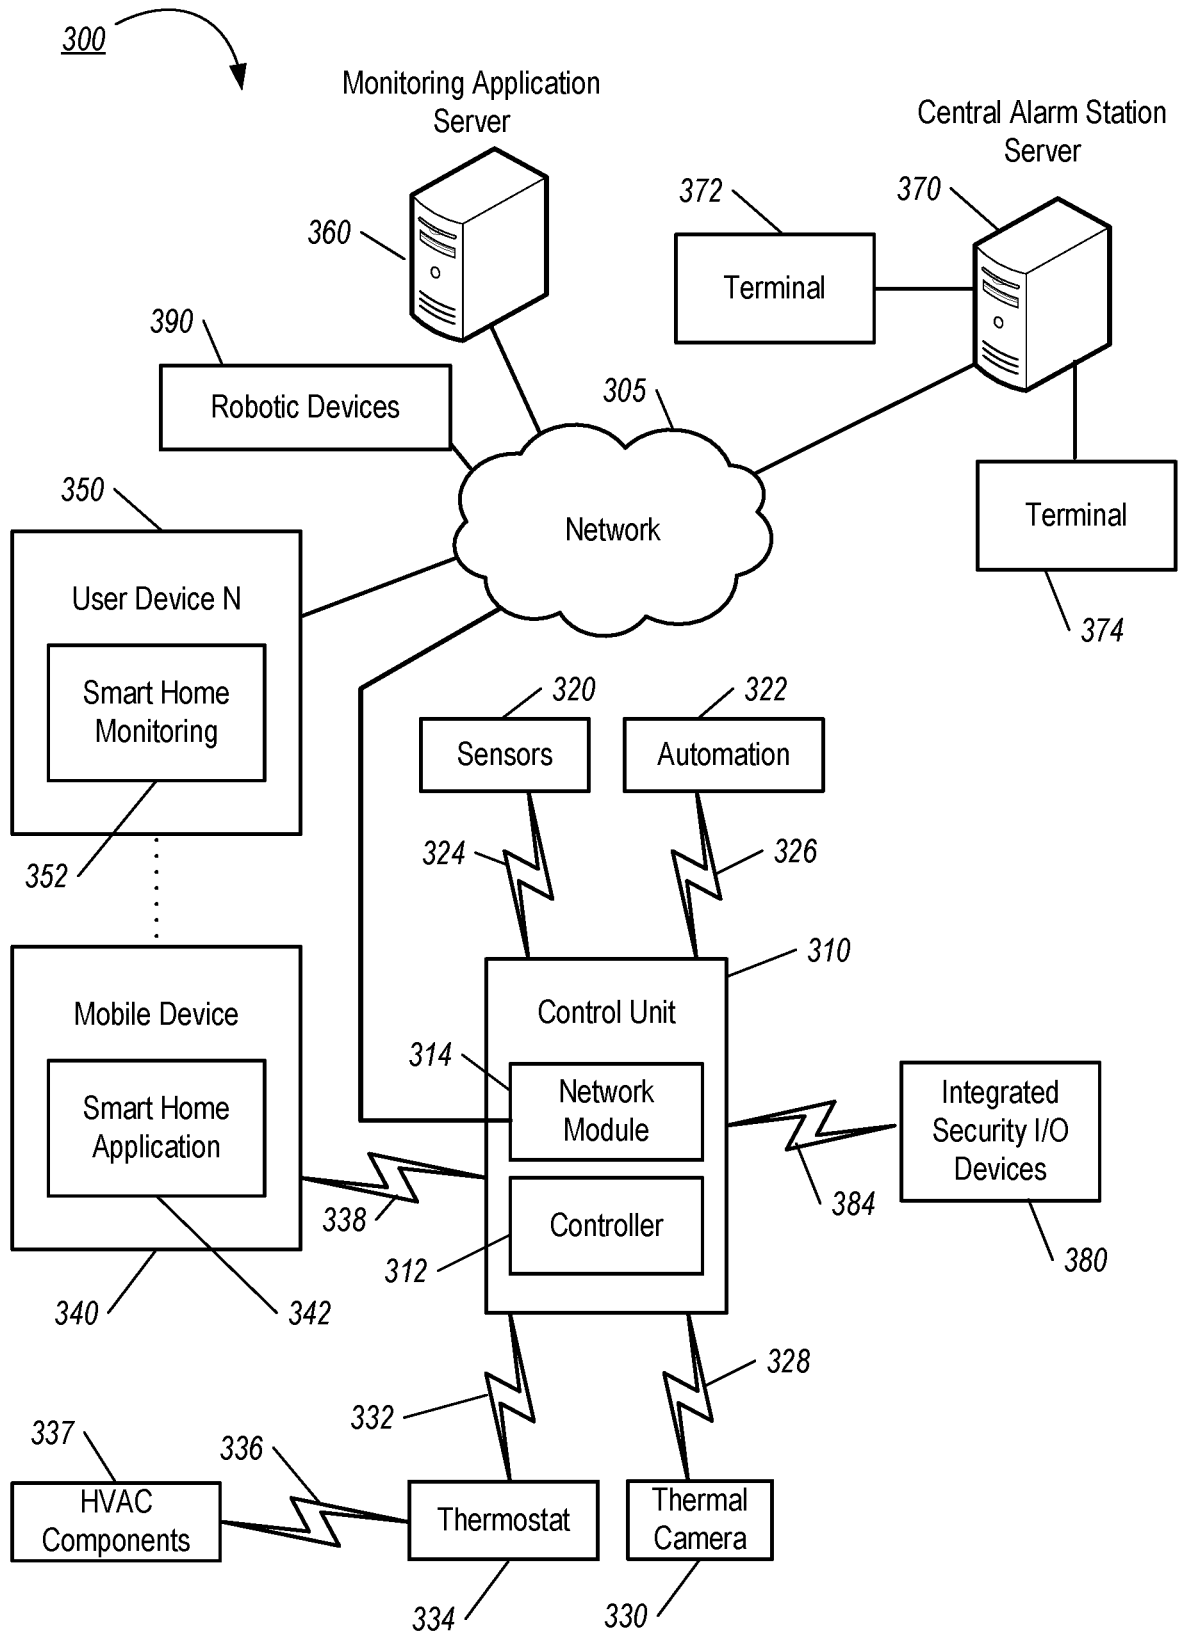 300
Monitoring Application
Server
Central Alarm Station
Server
360
372
370
Terminal
390
Robotic Devices
305
Network
Terminal
374
350
User Device N
Smart Home
Monitoring
352
320
322
Sensors
Automation
324
326
310
Mobile Device
Smart Home
Application
340
342
338
Control Unit
314
Network
Module
312
Controller
Integrated
Security I/O
Devices
384
380
332
328
337
336
HVAC
Components
Thermostat
Thermal
Camera
334
330